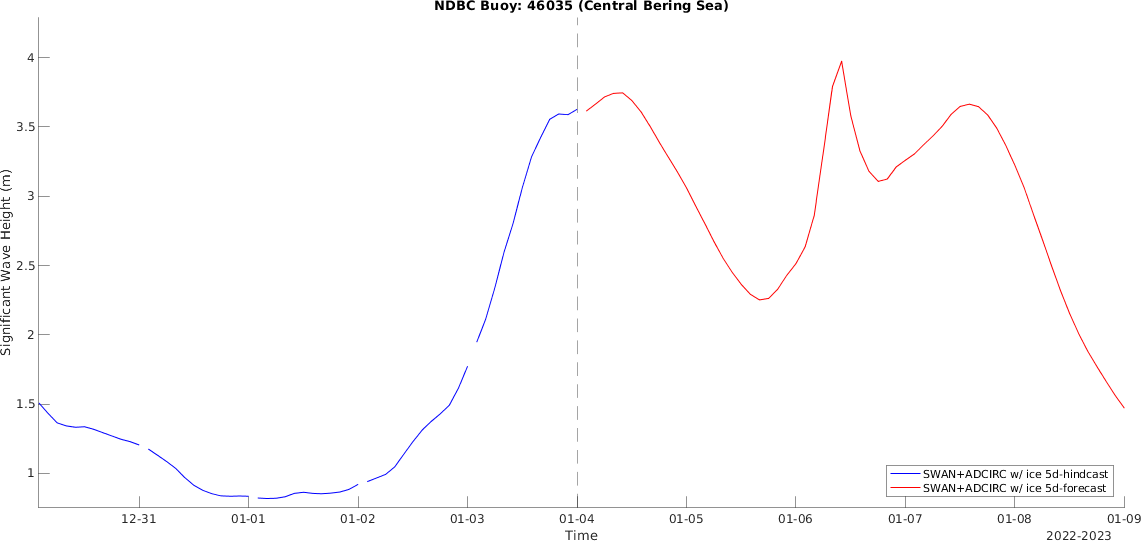 NDBC Buoy: 46035 (Central Bering Sea)
Significant Wave Height (m)
4
3.5
3
2.5
2
1.5
1
SWAN+ADCIRC w/ ice 5d-hindcast
SWAN+ADCIRC w/ ice 5d-forecast
12-31 01-01 01-02 01-03 01-04 01-05 01-06 01-07 01-08 01-09
Time
2022-2023